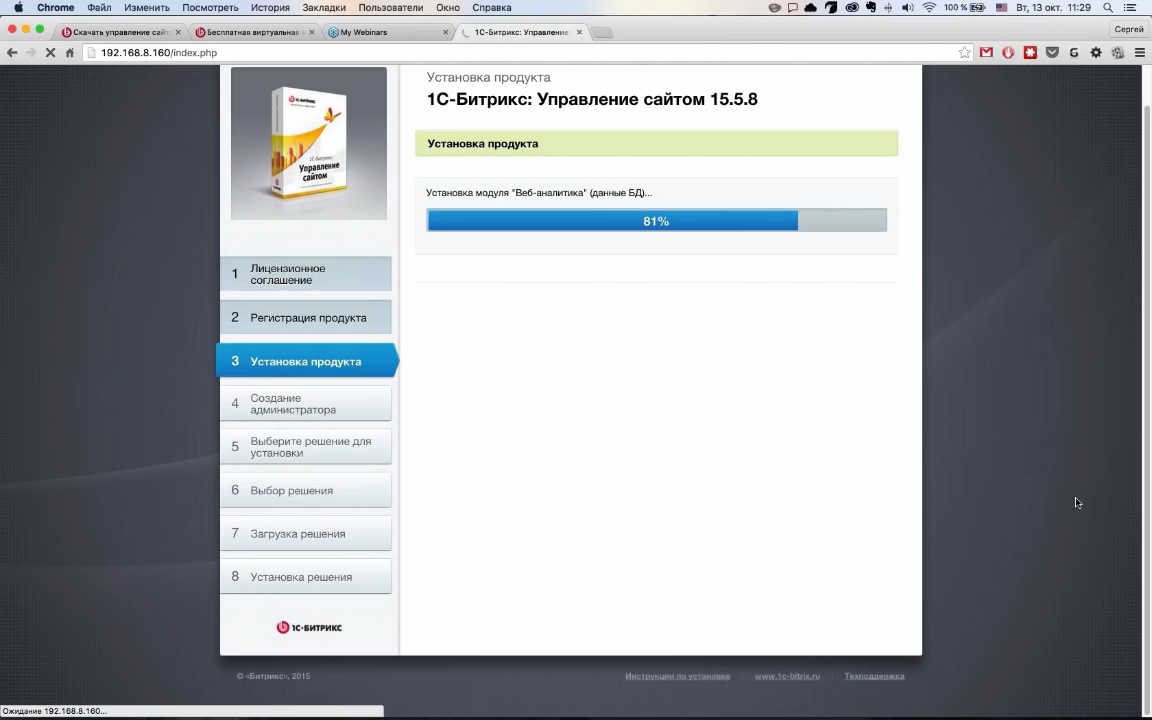 Chrome Файл Изменить Посмотреть История Закладки Пользователи Окно Справка 100 % Вт, 13 окт. 11:29
Скачать управление сайт Бесплатная виртуальная My Webinars 1С-Битрикс: Управление Сергей
192.168.8.160/index.php
Установка продукта
1С-Битрикс: Управление сайтом 15.5.8
Установка продукта
Установка модуля "Веб-аналитика" (данные БД)...
81%
1С-Битрикс
Управление
сайтом
1 Лицензионное
соглашение
2 Регистрация продукта
3 Установка продукта
4 Создание
администратора
5 Выберите решение для
установки
6 Выбор решения
7 Загрузка решения
8 Установка решения
1С-БИТРИКС
© «Битрикс», 2015 Инструкции по установке www.1c-bitrix.ru Техподдержка
Ожидание 192.168.8.160...